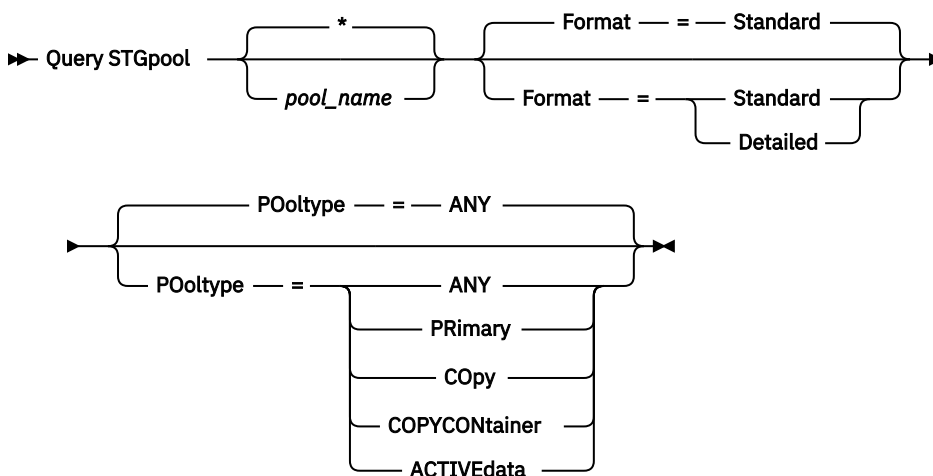 *
Format = Standard
Query STGpool
pool_name
Format = Standard
Detailed
POoltype = ANY
POoltype = ANY
PRimary
COpy
COPYCONtainer
ACTIVEdata